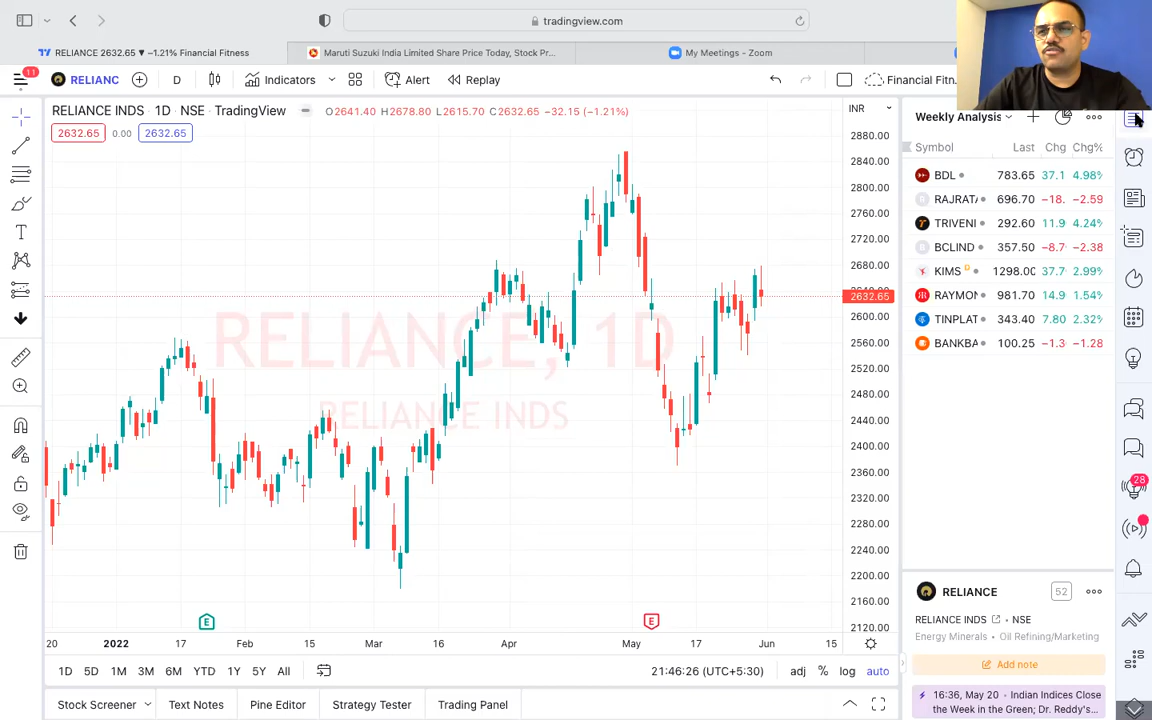 tradingview.com
RELIANCE 2632.65 ▼ −1.21% Financial Fitness
Maruti Suzuki India Limited Share Price Today, Stock Pr...
My Meetings - Zoom
11
RELIANC
D
Indicators
Alert
Replay
Financial Fitn.
RELIANCE INDS · 1D · NSE · TradingView
O2641.40 H2678.80 L2615.70 C2632.65 −32.15 (−1.21%)
INR
2632.65
0.00
2632.65
Weekly Analysis
Symbol Last Chg Chg%
BDL 783.65 37.1 4.98%
RAJRATA 696.70 −18. −2.59
TRIVENI 292.60 11.9 4.24%
BCLIND 357.50 −8.7 −2.38
KIMS 1298.00 37.7 2.99%
RAYMON 981.70 14.9 1.54%
TINPLAT 343.40 7.80 2.32%
BANKBA 100.25 −1.3 −1.28
2880.00
2840.00
2800.00
2760.00
2720.00
2680.00
2632.65
2600.00
2560.00
2520.00
2480.00
2440.00
2400.00
2360.00
2320.00
2280.00
2240.00
2200.00
2160.00
2120.00
RELIANCE, 1D
RELIANCE INDS
28
E
E
20 2022 17 Feb 15 Mar 16 Apr May 17 Jun 15
1D 5D 1M 3M 6M YTD 1Y 5Y All
21:46:26 (UTC+5:30)
adj % log auto
Stock Screener
Text Notes
Pine Editor
Strategy Tester
Trading Panel
RELIANCE
52
RELIANCE INDS · NSE
Energy Minerals · Oil Refining/Marketing
Add note
16:36, May 20 · Indian Indices Close
the Week in the Green; Dr. Reddy's...